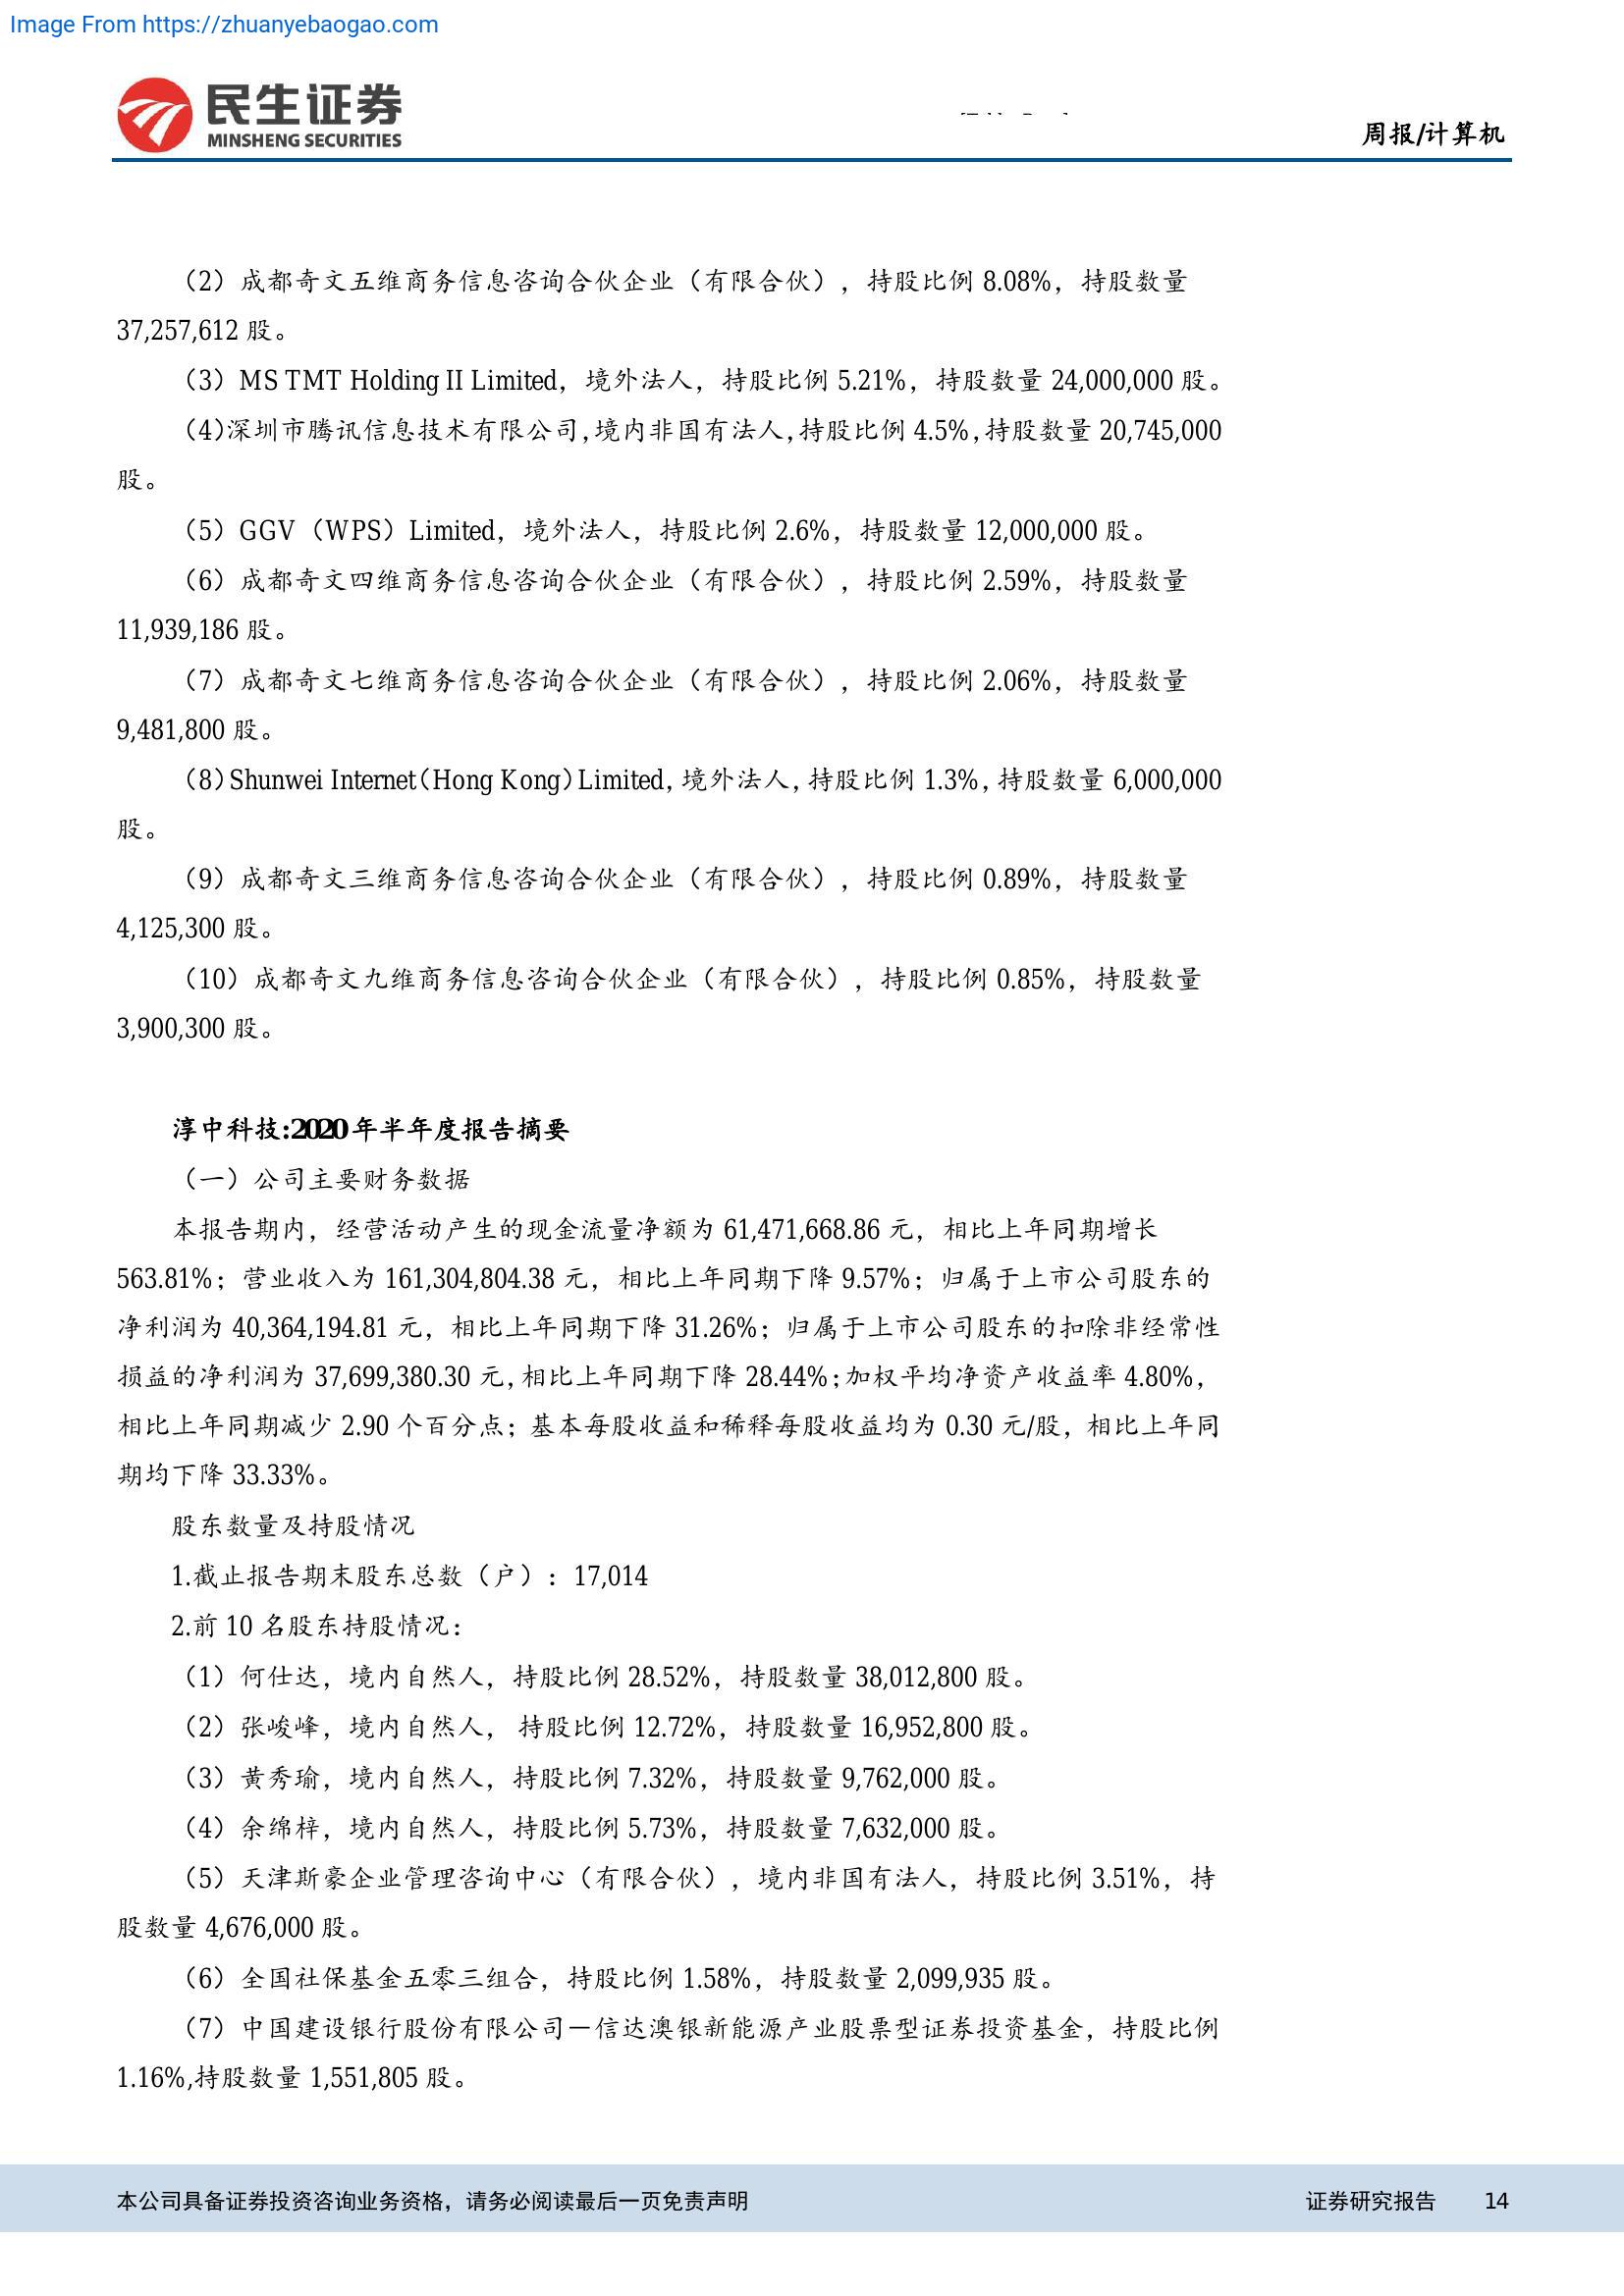 Image From https://zhuanyebaogao.com
民生证券
MINSHENG SECURITIES
周报/计算机
（2）成都奇文五维商务信息咨询合伙企业（有限合伙），持股比例 8.08%，持股数量
37,257,612 股。
（3）MS TMT Holding II Limited，境外法人，持股比例 5.21%，持股数量 24,000,000 股。
（4）深圳市腾讯信息技术有限公司，境内非国有法人，持股比例 4.5%，持股数量 20,745,000
股。
（5）GGV（WPS）Limited，境外法人，持股比例 2.6%，持股数量 12,000,000 股。
（6）成都奇文四维商务信息咨询合伙企业（有限合伙），持股比例 2.59%，持股数量
11,939,186 股。
（7）成都奇文七维商务信息咨询合伙企业（有限合伙），持股比例 2.06%，持股数量
9,481,800 股。
（8）Shunwei Internet（Hong Kong）Limited，境外法人，持股比例 1.3%，持股数量 6,000,000
股。
（9）成都奇文三维商务信息咨询合伙企业（有限合伙），持股比例 0.89%，持股数量
4,125,300 股。
（10）成都奇文九维商务信息咨询合伙企业（有限合伙），持股比例 0.85%，持股数量
3,900,300 股。
淳中科技:2020 年半年度报告摘要
（一）公司主要财务数据
本报告期内，经营活动产生的现金流量净额为 61,471,668.86 元，相比上年同期增长
563.81%；营业收入为 161,304,804.38 元，相比上年同期下降 9.57%；归属于上市公司股东的
净利润为 40,364,194.81 元，相比上年同期下降 31.26%；归属于上市公司股东的扣除非经常性
损益的净利润为 37,699,380.30 元，相比上年同期下降 28.44%；加权平均净资产收益率 4.80%，
相比上年同期减少 2.90 个百分点；基本每股收益和稀释每股收益均为 0.30 元/股，相比上年同
期均下降 33.33%。
股东数量及持股情况
1.截止报告期末股东总数（户）：17,014
2.前 10 名股东持股情况：
（1）何仕达，境内自然人，持股比例 28.52%，持股数量 38,012,800 股。
（2）张峻峰，境内自然人， 持股比例 12.72%，持股数量 16,952,800 股。
（3）黄秀瑜，境内自然人，持股比例 7.32%，持股数量 9,762,000 股。
（4）余绵梓，境内自然人，持股比例 5.73%，持股数量 7,632,000 股。
（5）天津斯豪企业管理咨询中心（有限合伙），境内非国有法人，持股比例 3.51%，持
股数量 4,676,000 股。
（6）全国社保基金五零三组合，持股比例 1.58%，持股数量 2,099,935 股。
（7）中国建设银行股份有限公司－信达澳银新能源产业股票型证券投资基金，持股比例
1.16%,持股数量 1,551,805 股。
本公司具备证券投资咨询业务资格，请务必阅读最后一页免责声明
证券研究报告 14